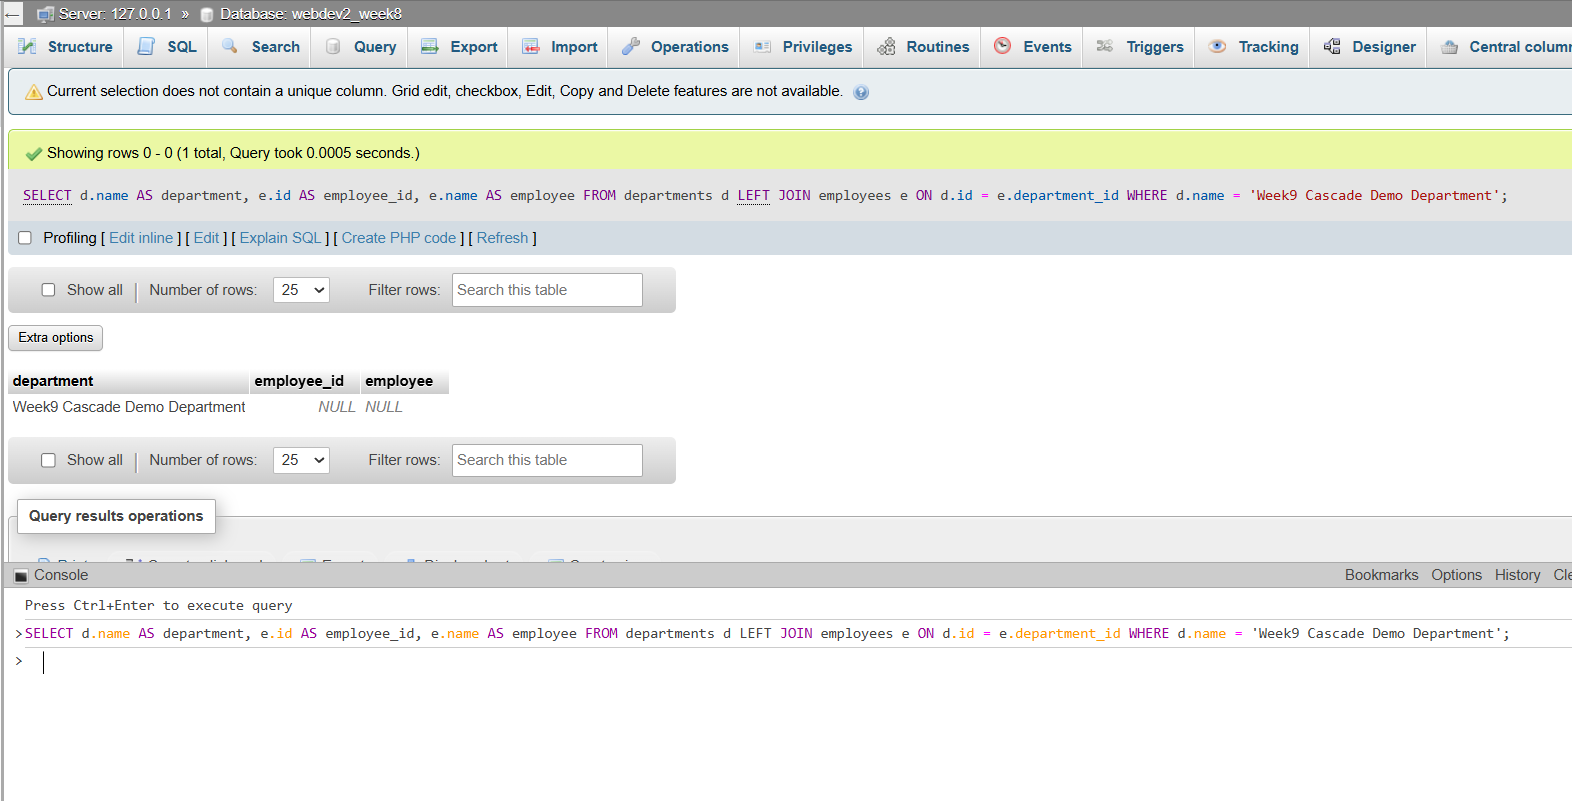 Server: 127.0.0.1 » Database: webdev2_week8
Structure SQL Search Query Export Import Operations Privileges Routines Events Triggers Tracking Designer Central
Current selection does not contain a unique column. Grid edit, checkbox, Edit, Copy and Delete features are not available.
Showing rows 0 - 0 (1 total, Query took 0.0005 seconds.)
SELECT d.name AS department, e.id AS employee_id, e.name AS employee FROM departments d LEFT JOIN employees e ON d.id = e.department_id WHERE d.name = 'Week9 Cascade Demo Department';
Profiling [ Edit inline ] [ Edit ] [ Explain SQL ] [ Create PHP code ] [ Refresh ]
Show all | Number of rows: 25 Filter rows: Search this table
Extra options
department employee_id employee
Week9 Cascade Demo Department NULL NULL
Show all | Number of rows: 25 Filter rows: Search this table
Query results operations
Console Bookmarks Options History
Press Ctrl+Enter to execute query
>SELECT d.name AS department, e.id AS employee_id, e.name AS employee FROM departments d LEFT JOIN employees e ON d.id = e.department_id WHERE d.name = 'Week9 Cascade Demo Department';
>